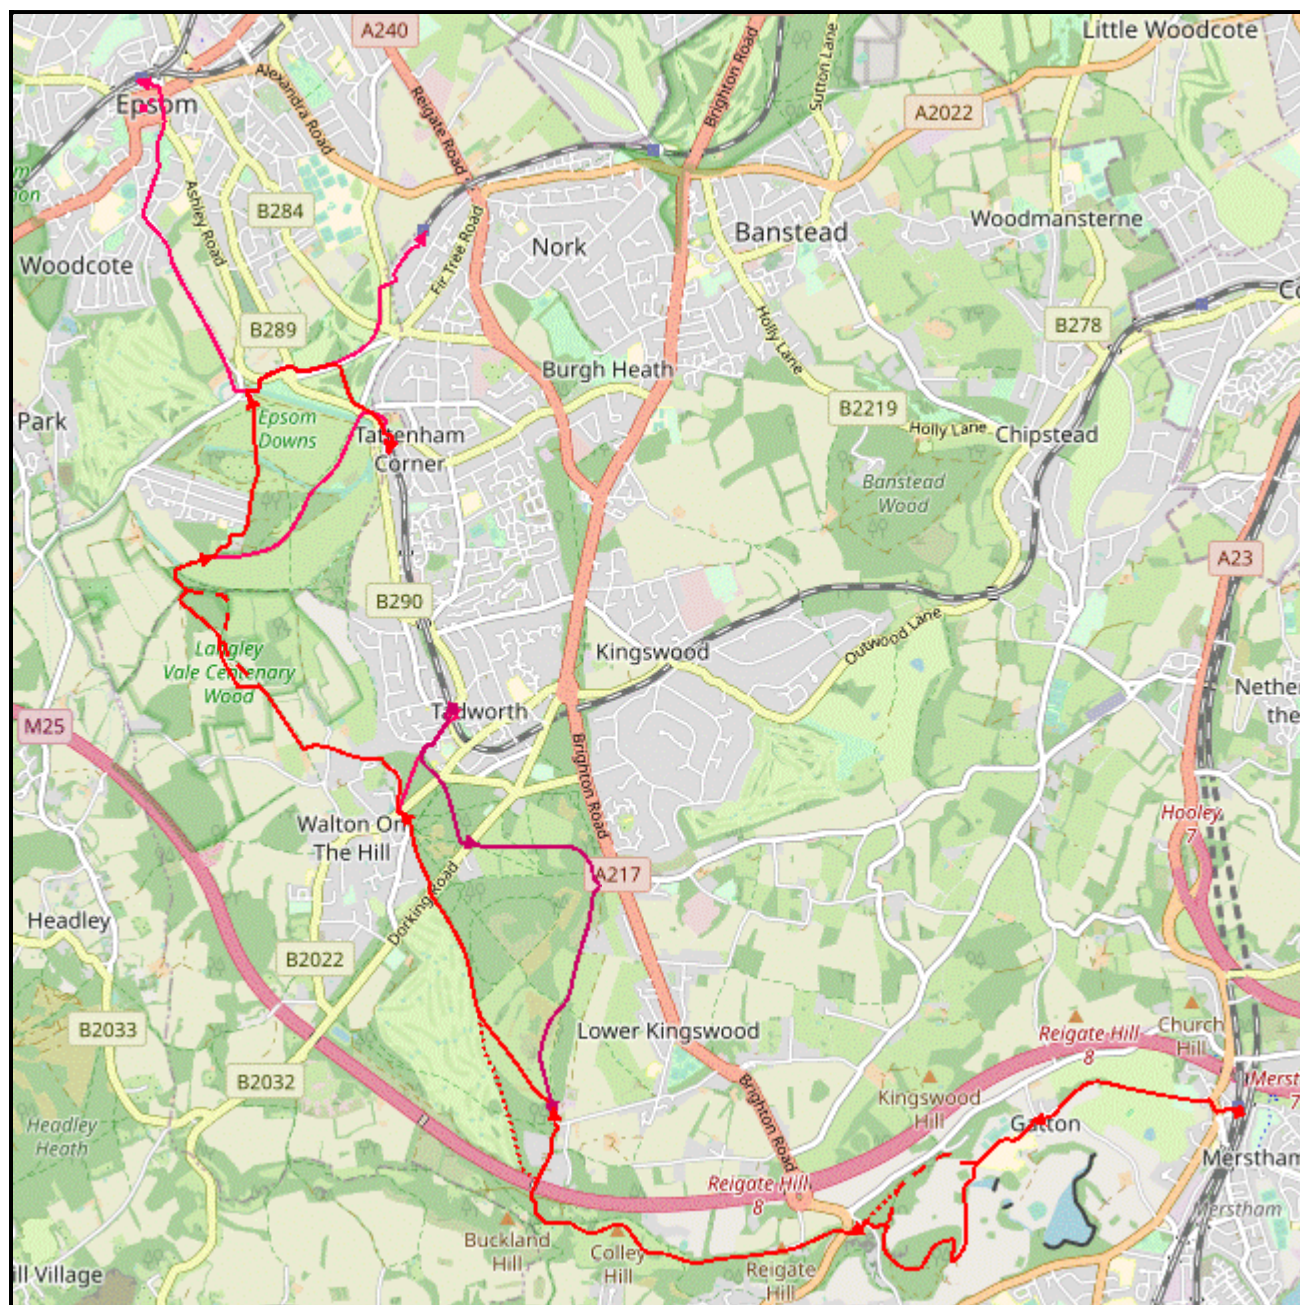 Little Woodcote
A240
Alexandra Road
Reigate Road
Brighton Road
Sutton Lane
A2022
Epsom
Ashley Road
B284
Woodcote
Fir Tree Road
Nork
Banstead
Woodmansterne
B289
Holly Lane
B278
Burgh Heath
B2219
Holly Lane
Park
Epsom
Downs
Tattenham
Corner
Chipstead
Banstead
Wood
A23
B290
Outwood Lane
Langley
Vale Centenary
Wood
Kingswood
Tadworth
M25
Brighton Road
Walton On
The Hill
Hooley
7
A217
Dorking Road
Headley
B2022
B2033
Lower Kingswood
Reigate Hill
8
Church
Hill
B2032
Brighton Road
Kingswood
Hill
Headley
Heath
Gatton
Merstham
Reigate Hill
8
Merstham
Buckland
Hill
Colley
Hill
Reigate
Hill
ill Village